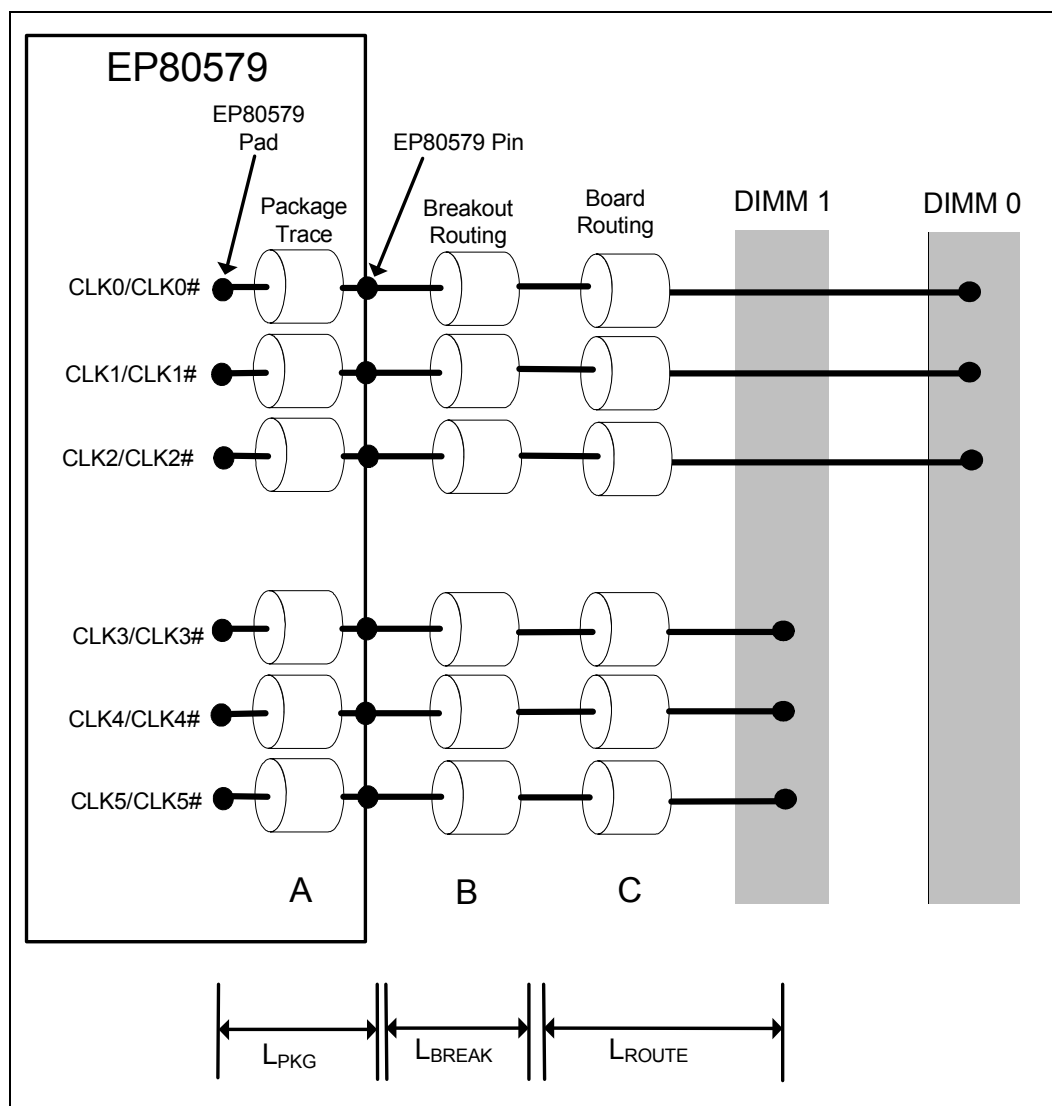 EP80579
EP80579
Pad
EP80579 Pin
Package
Trace
Breakout
Routing
Board
Routing
DIMM 1
DIMM 0
CLK0/CLK0#
CLK1/CLK1#
CLK2/CLK2#
CLK3/CLK3#
CLK4/CLK4#
CLK5/CLK5#
A
B
C
LPKG
LBREAK
LROUTE